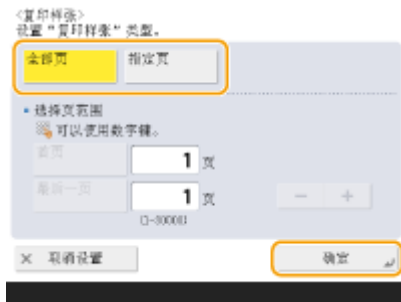 <复印样张>
设置“复印样张”类型。
全部页 指定页
选择页范围
可以使用数字键。
首页 1 页
最后一页 1 页
- +
× 取消设置 确定